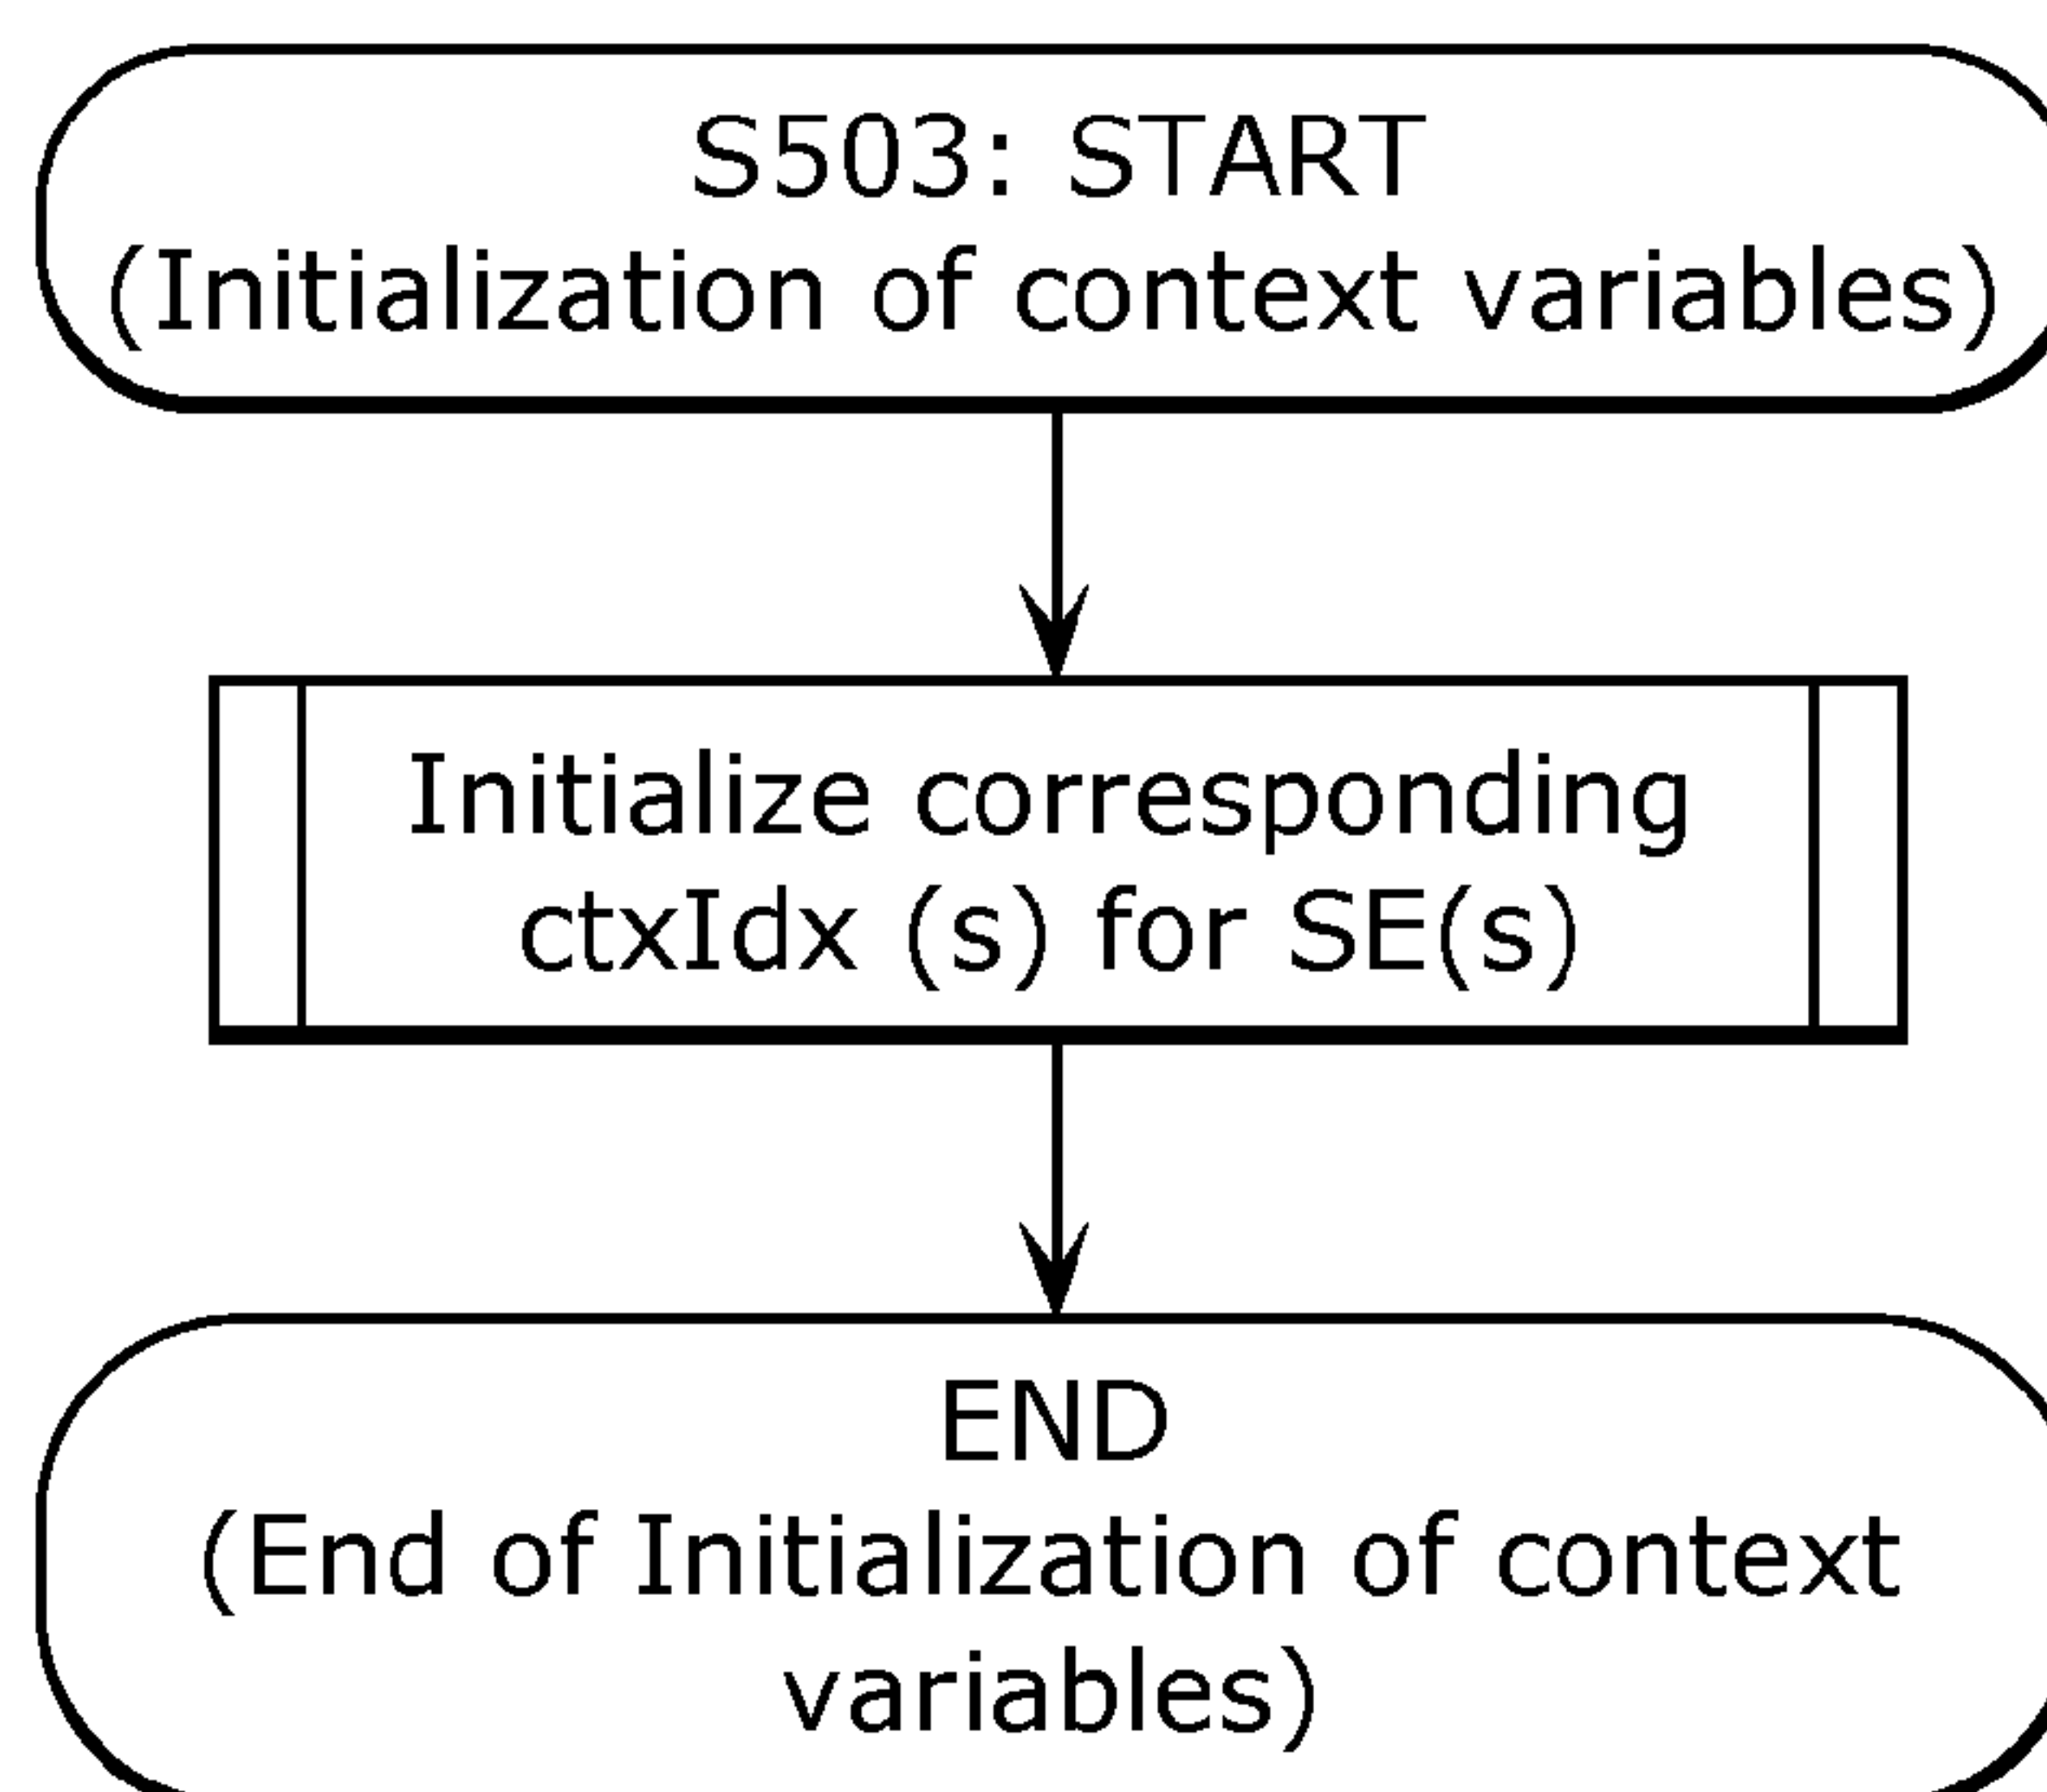 S503: START
(Initialization of context variables)
Initialize corresponding
ctxIdx (s) for SE(s)
END
(End of Initialization of context
variables)